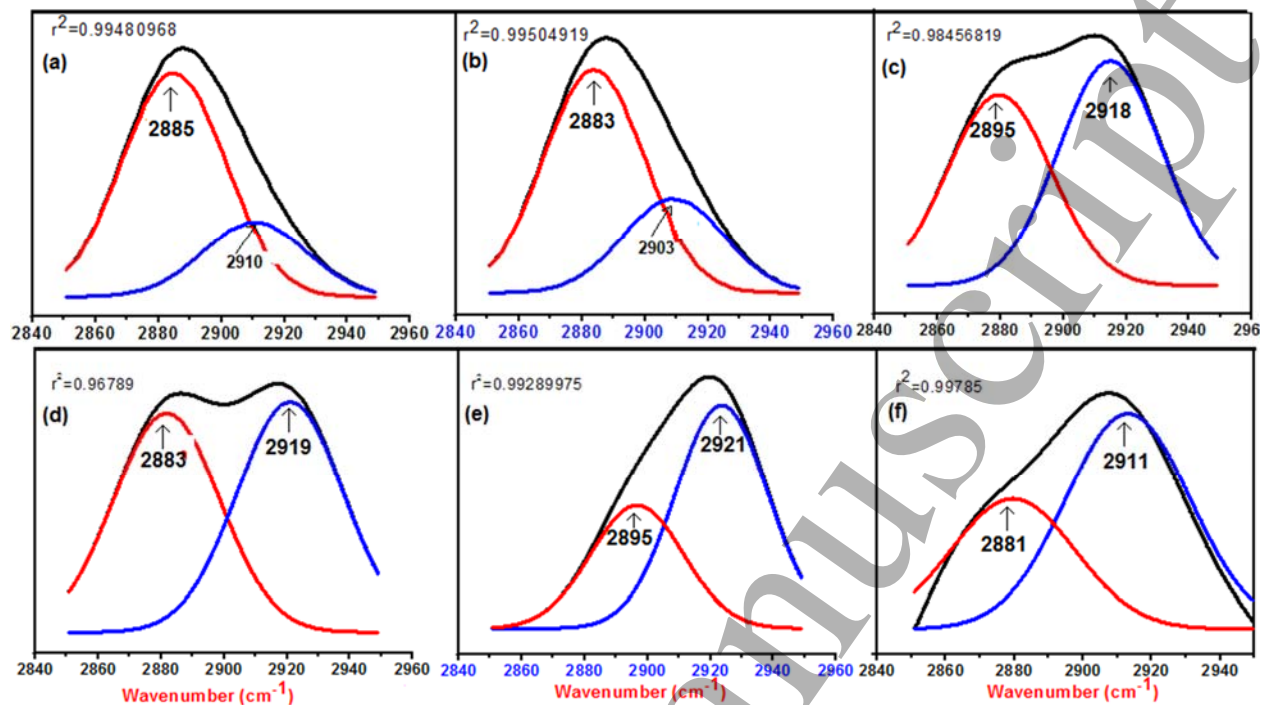 r2=0.99480968
(a)
2885
2910
r2=0.99504919
(b)
2883
2903
r2=0.98456819
(c)
2895
2918
2840 2860 2880 2900 2920 2940 2960
2840 2860 2880 2900 2920 2940 2960
2840 2860 2880 2900 2920 2940 296
r2=0.96789
(d)
2883
2919
r2=0.99289975
(e)
2895
2921
r2=0.99785
(f)
2881
2911
2840 2860 2880 2900 2920 2940 2960
2840 2860 2880 2900 2920 2940 2960
2840 2860 2880 2900 2920 2940
Wavenumber (cm-1)
Wavenumber (cm-1)
Wavenumber (cm-1)
nuscript